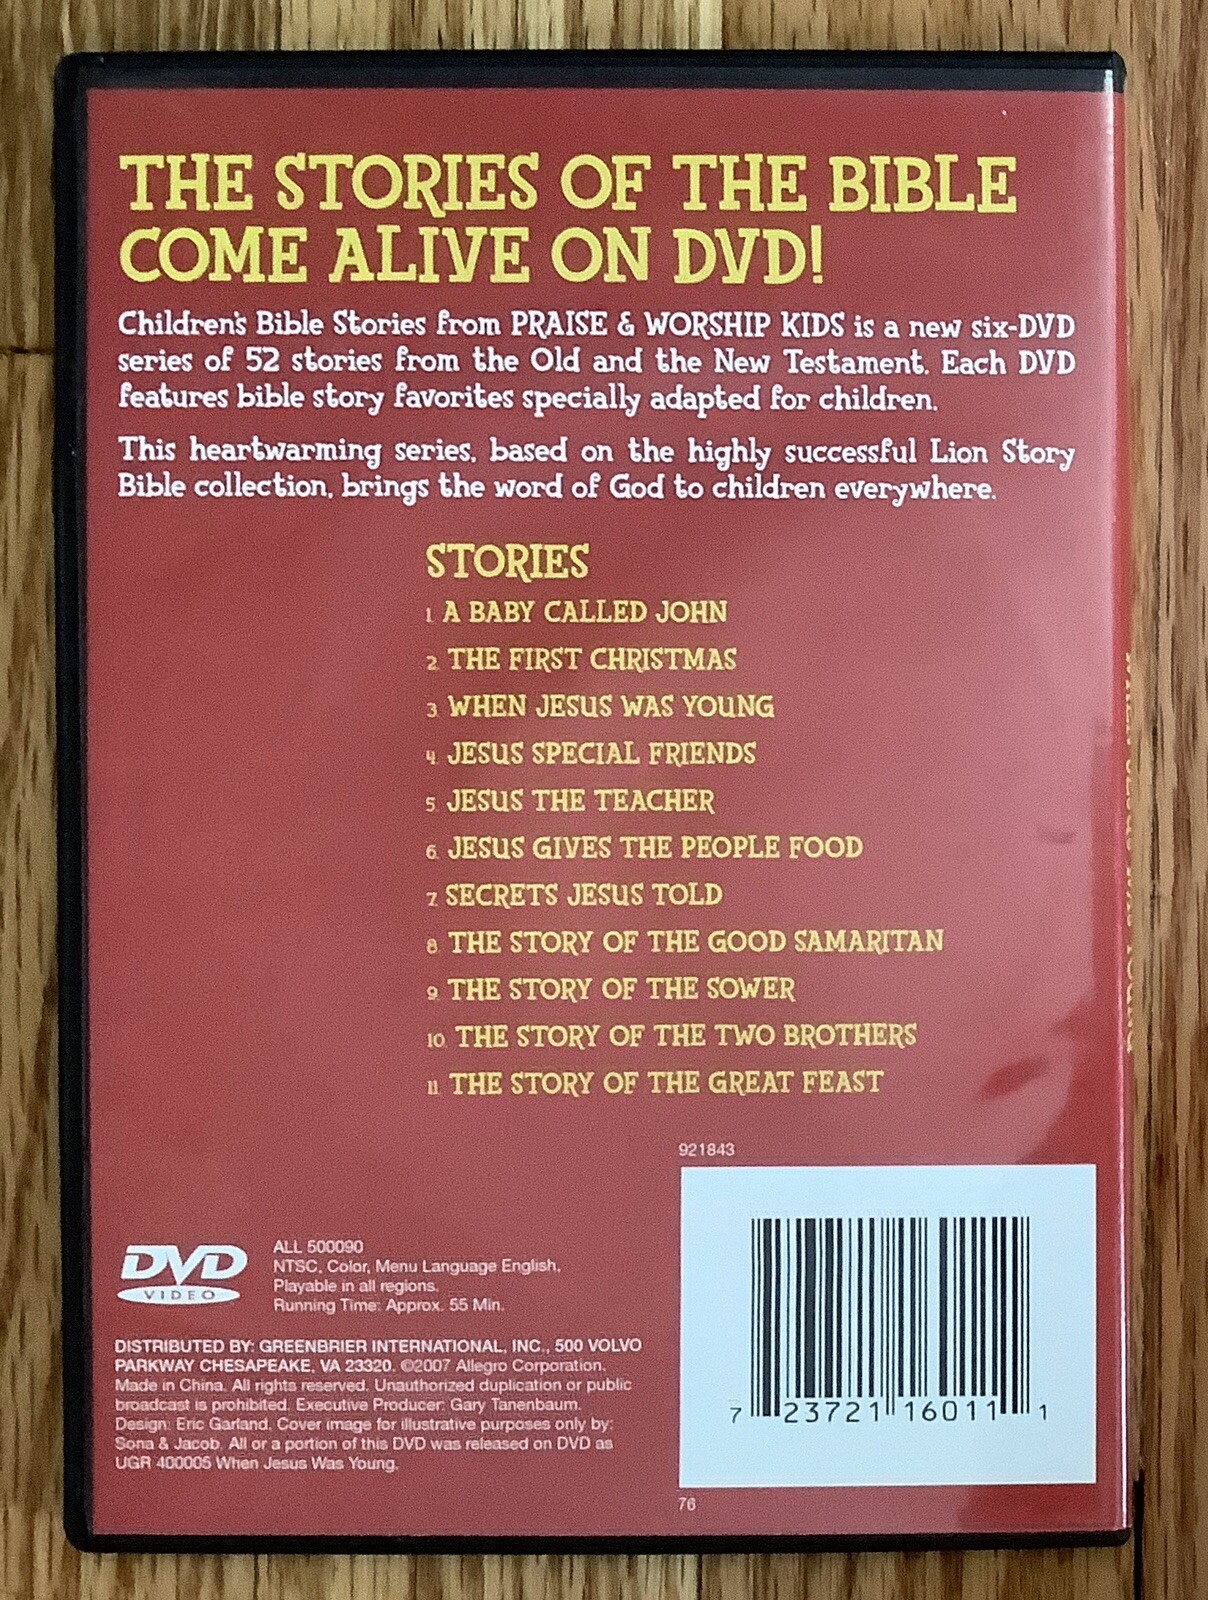 THE STORIES OF THE BIBLE
COME ALIVE ON DVD!
Children's Bible Stories from PRAISE & WORSHIP KIDS is a new six-DVD
series of 52 stories from the Old and the New Testament. Each DVD
features bible story favorites specially adapted for children.
This heartwarming series, based on the highly successful Lion Story
Bible collection, brings the word of God to children everywhere.
STORIES
1. A BABY CALLED JOHN
2. THE FIRST CHRISTMAS
3. WHEN JESUS WAS YOUNG
4. JESUS SPECIAL FRIENDS
5. JESUS THE TEACHER
6. JESUS GIVES THE PEOPLE FOOD
7. SECRETS JESUS TOLD
8. THE STORY OF THE GOOD SAMARITAN
9. THE STORY OF THE SOWER
10. THE STORY OF THE TWO BROTHERS
11. THE STORY OF THE GREAT FEAST
921843
DVD
VIDEO
ALL 500090
NTSC, Color, Menu Language English,
Playable in all regions.
Running Time: Approx. 55 Min.
DISTRIBUTED BY: GREENBRIER INTERNATIONAL, INC., 500 VOLVO
PARKWAY CHESAPEAKE, VA 23320. ©2007 Allegro Corporation.
Made in China. All rights reserved. Unauthorized duplication or public
broadcast is prohibited. Executive Producer: Gary Tanenbaum.
Design: Eric Garland. Cover image for illustrative purposes only by:
Sona & Jacob. All or a portion of this DVD was released on DVD as
UGR 400005 When Jesus Was Young.
7 23721 16011 1
76